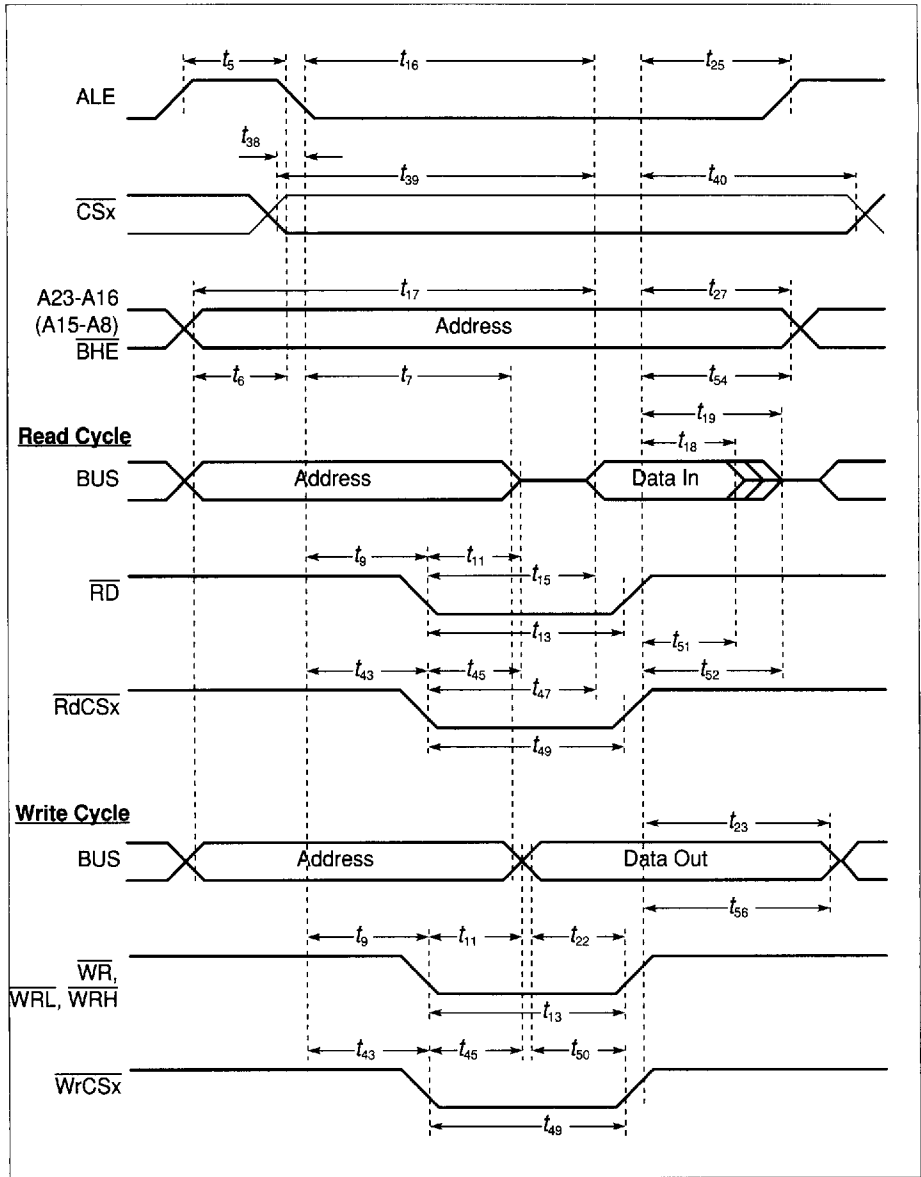 t5 t16 t25
ALE
t38
t39 t40
CSx
A23-A16
(A15-A8)
BHE
t17 t27
Address
t6 t7 t54
t19
t18
Read Cycle
BUS
Address
Data In
t9 t11
t15
RD
t13
t51
t43 t45 t52
t47
RdCSx
t49
Write Cycle
t23
BUS
Address
Data Out
t56
t9 t11 t22
WR,
WRL, WRH
t13
t43 t45 t50
WrCSx
t49